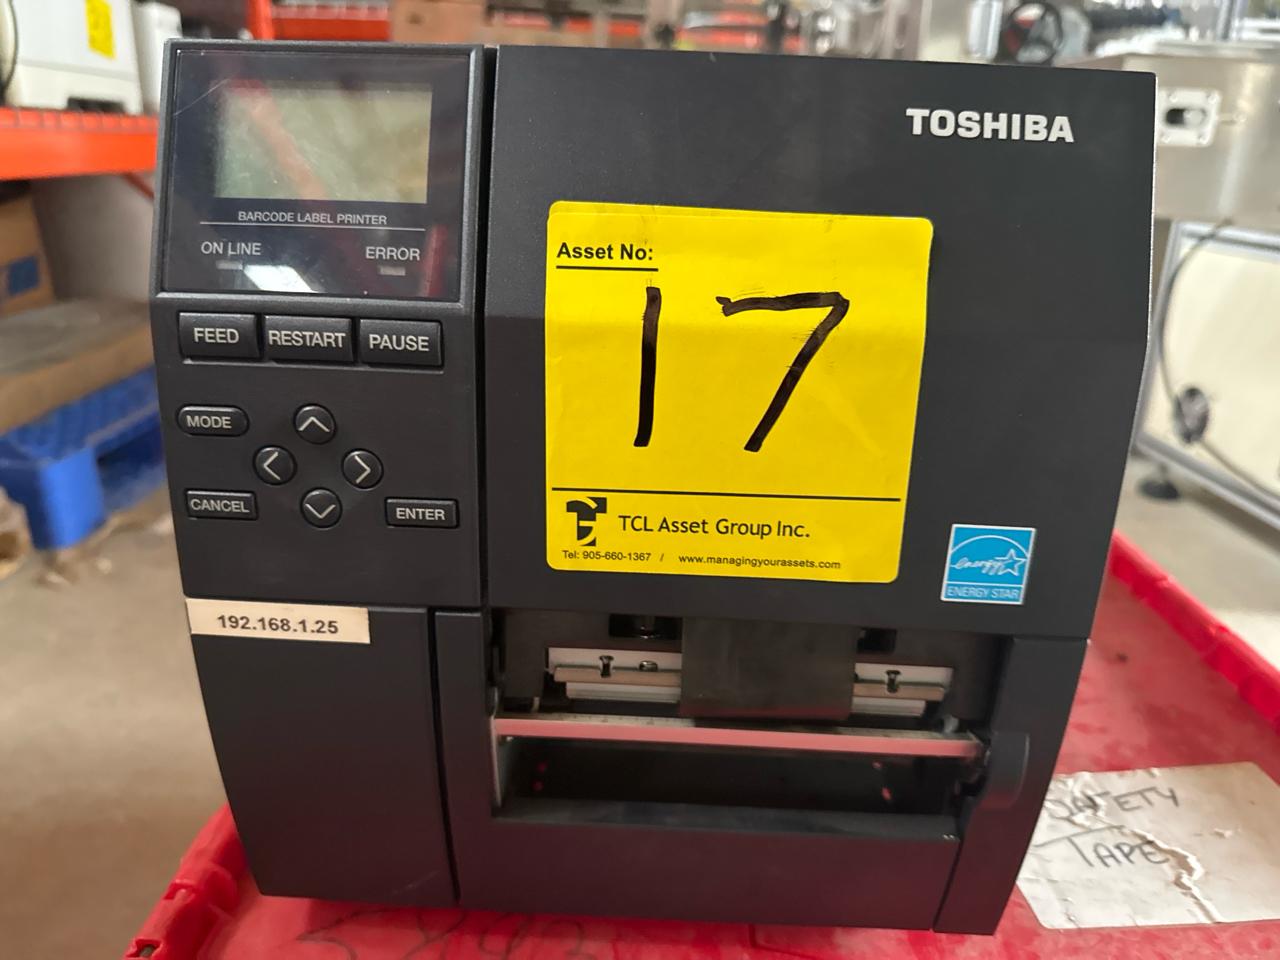 TOSHIBA
BARCODE LABEL PRINTER
ON LINE
ERROR
FEED
RESTART
PAUSE
MODE
CANCEL
ENTER
192.168.1.25
Asset No:
17
TCL Asset Group Inc.
Tel: 905-660-1367 / www.managingyourassets.com
energy
ENERGY STAR
SAFETY
TAPE